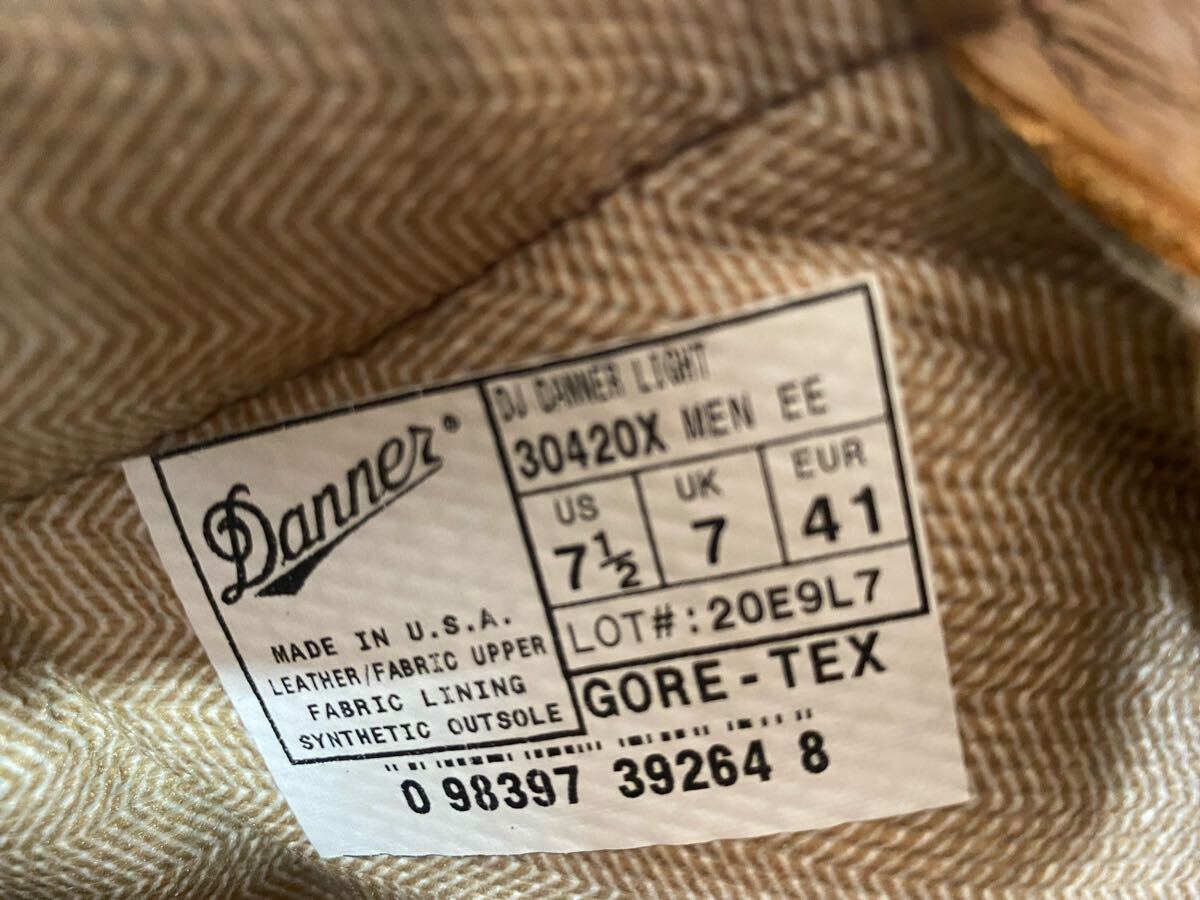 Danner®
MADE IN U.S.A.
LEATHER/FABRIC UPPER
FABRIC LINING
SYNTHETIC OUTSOLE
DJ DANNER LIGHT
30420X MEN EE
US UK EUR
7½ 7 41
LOT#:20E9L7
GORE-TEX
0 98397 39264 8